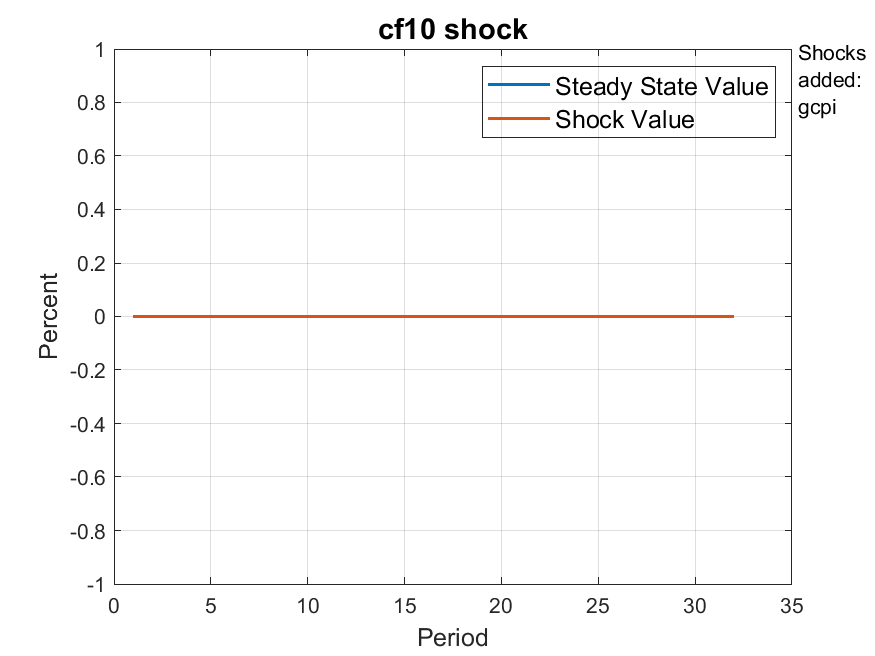 cf10 shock
Shocks
added:
gcpi
Steady State Value
Shock Value
1
0.8
0.6
0.4
0.2
0
-0.2
-0.4
-0.6
-0.8
-1
Percent
0 5 10 15 20 25 30 35
Period